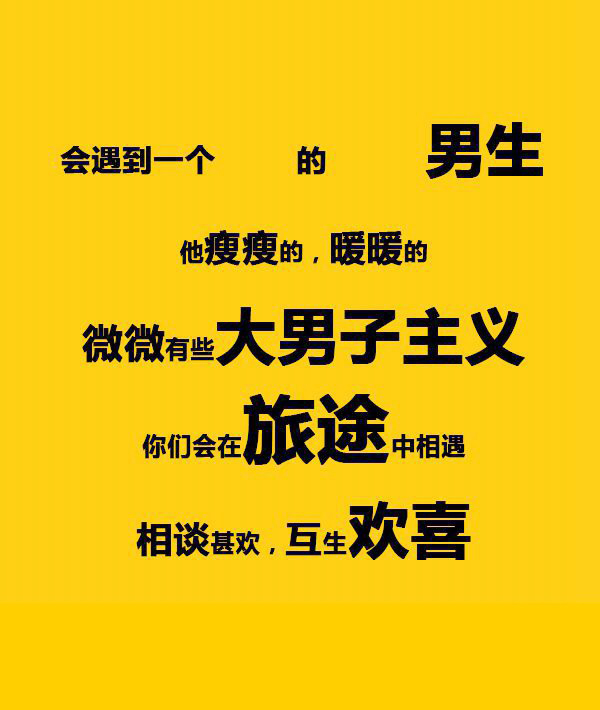 会遇到一个 的 男生
他瘦瘦的，暖暖的
微微有些大男子主义
你们会在旅途中相遇
相谈甚欢，互生欢喜